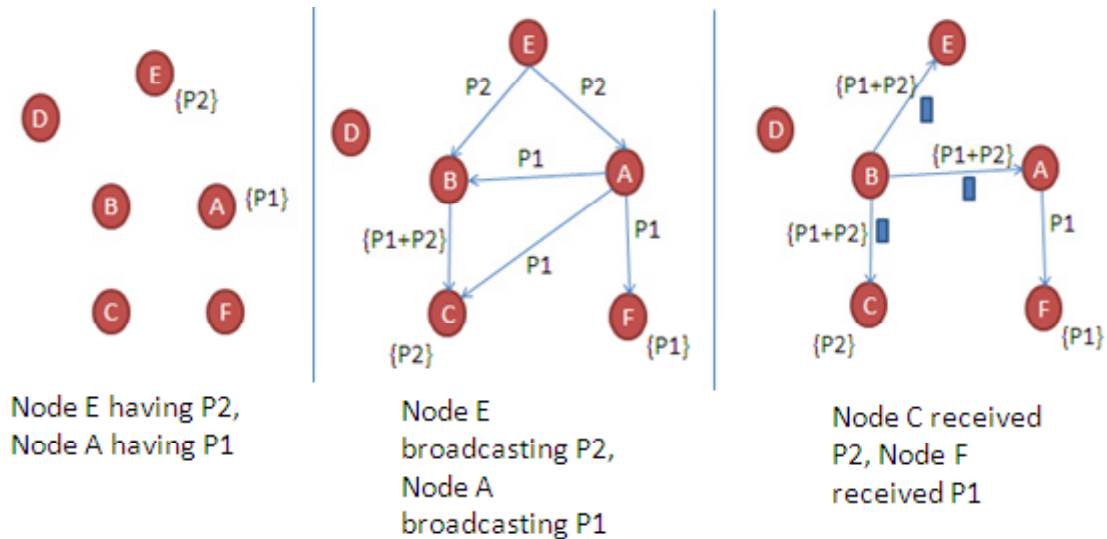 E
{P2}
D
B
A
{P1}
C
F
Node E having P2,
Node A having P1
E
P2
P2
D
P1
B
A
{P1+P2}
P1
P1
C
F
{P2}
{P1}
Node E
broadcasting P2,
Node A
broadcasting P1
E
{P1+P2}
D
{P1+P2}
B
A
{P1+P2}
P1
C
F
{P2}
{P1}
Node C received
P2, Node F
received P1